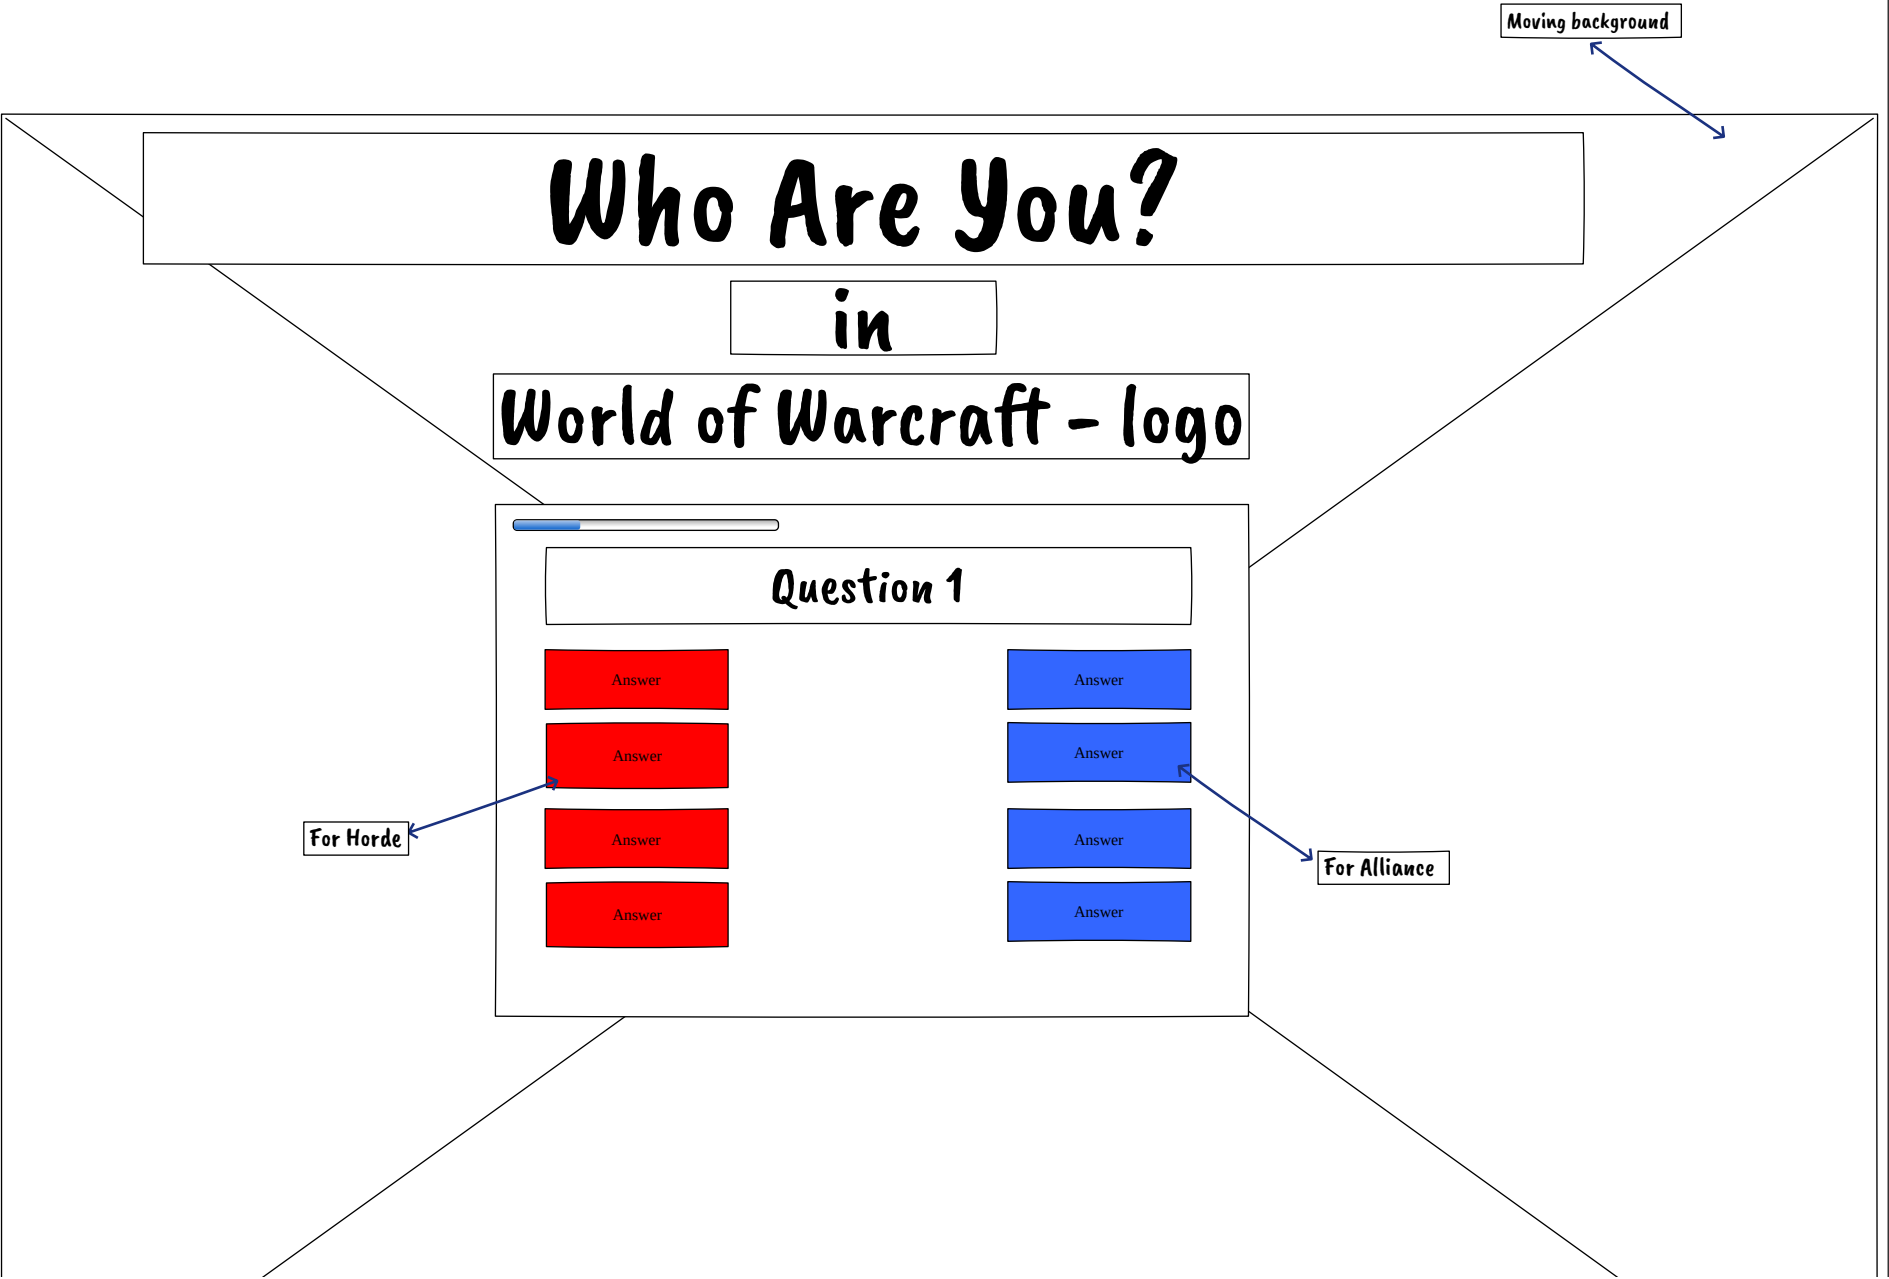 Moving background
Who Are You?
in
World of Warcraft - logo
Question 1
Answer
Answer
Answer
Answer
Answer
Answer
Answer
Answer
For Horde
For Alliance